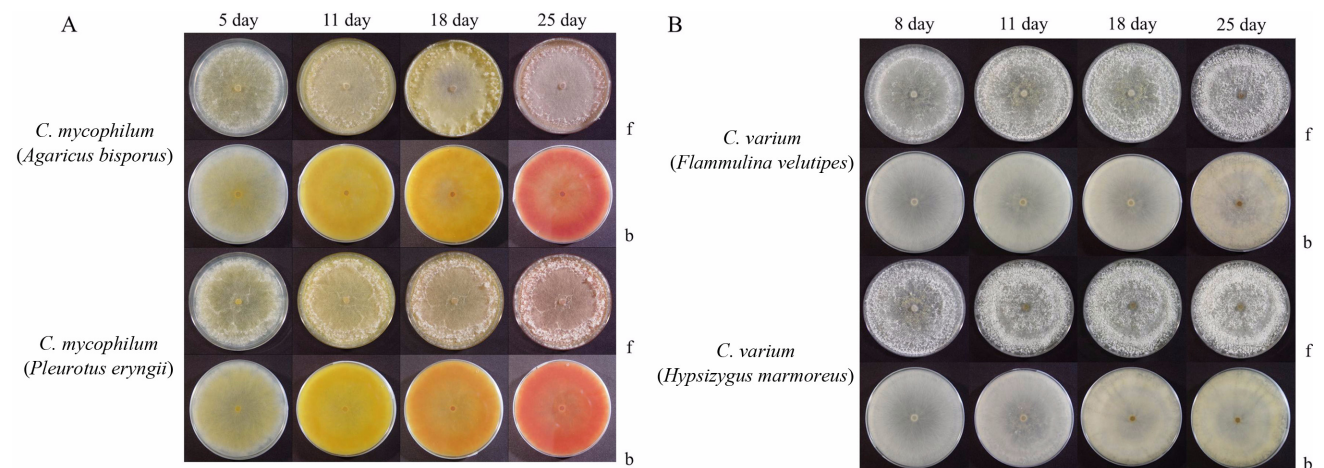 A
5 day 11 day 18 day 25 day
C. mycophilum
(Agaricus bisporus)
f
b
C. mycophilum
(Pleurotus eryngii)
f
b
B
8 day 11 day 18 day 25 day
C. varium
(Flammulina velutipes)
f
b
C. varium
(Hypsizygus marmoreus)
f
b